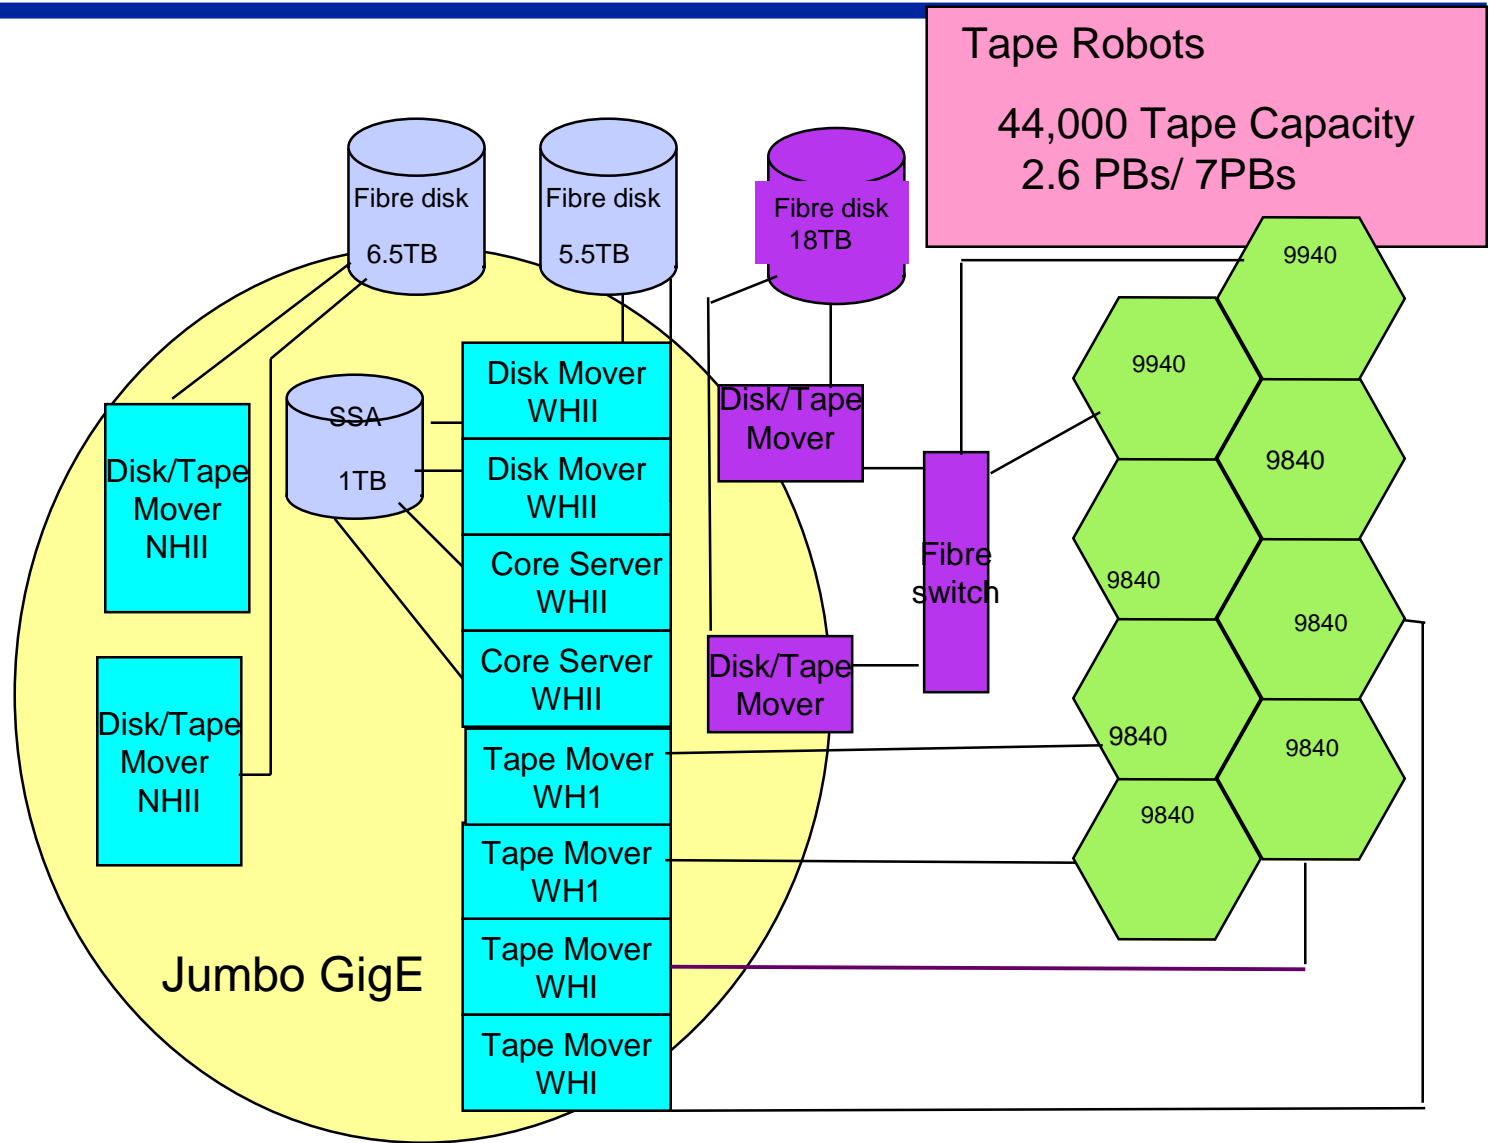 Tape Robots
44,000 Tape Capacity
2.6 PBs/ 7PBs
Fibre disk
6.5TB
Fibre disk
5.5TB
Fibre disk
18TB
SSA
1TB
Disk/Tape
Mover
NHII
Disk/Tape
Mover
NHII
Disk Mover
WHII
Disk Mover
WHII
Core Server
WHII
Core Server
WHII
Tape Mover
WH1
Tape Mover
WH1
Tape Mover
WHI
Tape Mover
WHI
Jumbo GigE
Disk/Tape
Mover
Disk/Tape
Mover
Fibre
switch
9940
9940
9840
9840
9840
9840
9840
9840